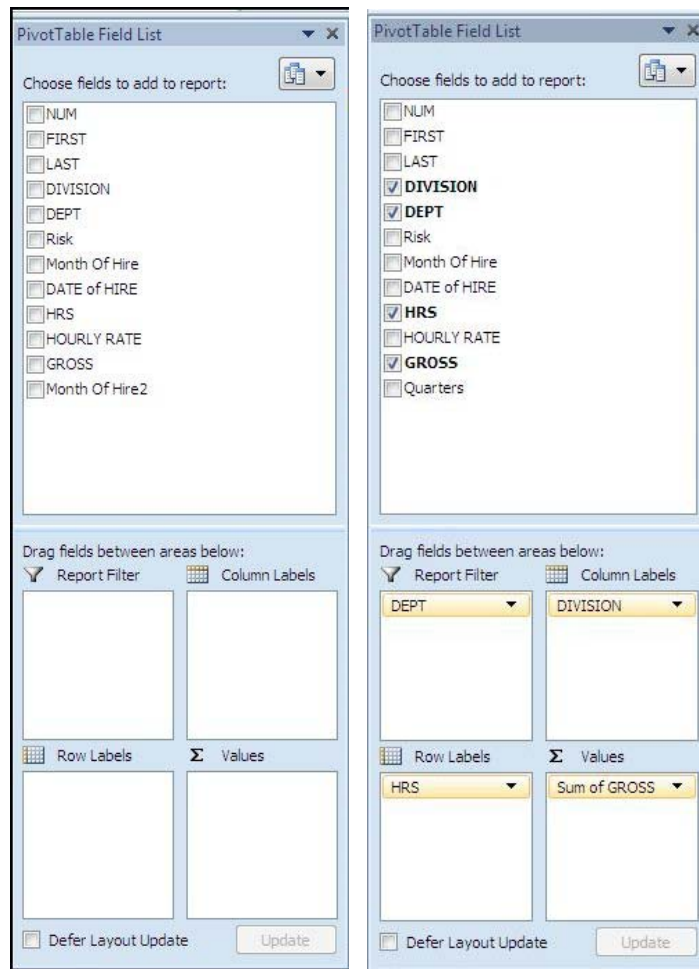 PivotTable Field List
Choose fields to add to report:
NUM
FIRST
LAST
DIVISION
DEPT
Risk
Month Of Hire
DATE of HIRE
HRS
HOURLY RATE
GROSS
Month Of Hire2
Drag fields between areas below:
Report Filter
Column Labels
Row Labels
Σ Values
Defer Layout Update
Update
PivotTable Field List
Choose fields to add to report:
NUM
FIRST
LAST
DIVISION
DEPT
Risk
Month Of Hire
DATE of HIRE
HRS
HOURLY RATE
GROSS
Quarters
Drag fields between areas below:
Report Filter
Column Labels
DEPT
DIVISION
Row Labels
Σ Values
HRS
Sum of GROSS
Defer Layout Update
Update